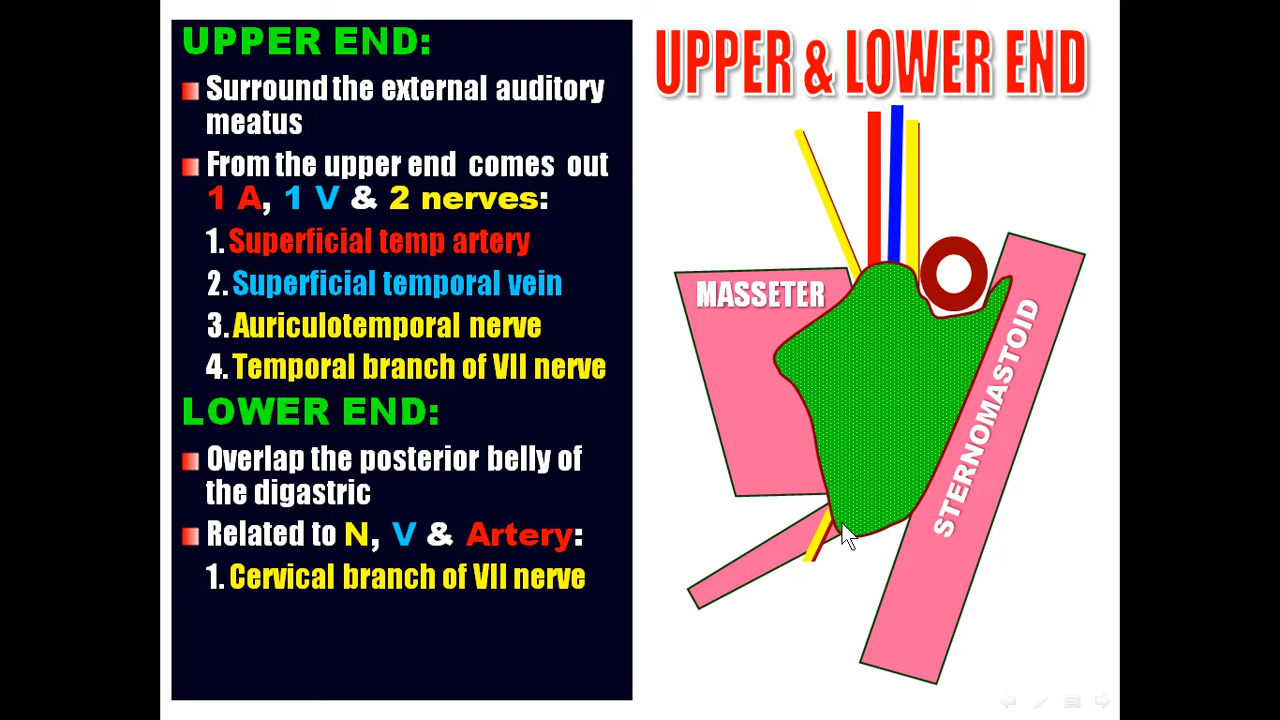 UPPER END:
Surround the external auditory
meatus
From the upper end comes out
1 A, 1 V & 2 nerves:
1. Superficial temp artery
2. Superficial temporal vein
3. Auriculotemporal nerve
4. Temporal branch of VII nerve
LOWER END:
Overlap the posterior belly of
the digastric
Related to N, V & Artery:
1. Cervical branch of VII nerve
UPPER & LOWER END
MASSETER
STERNOMASTOID